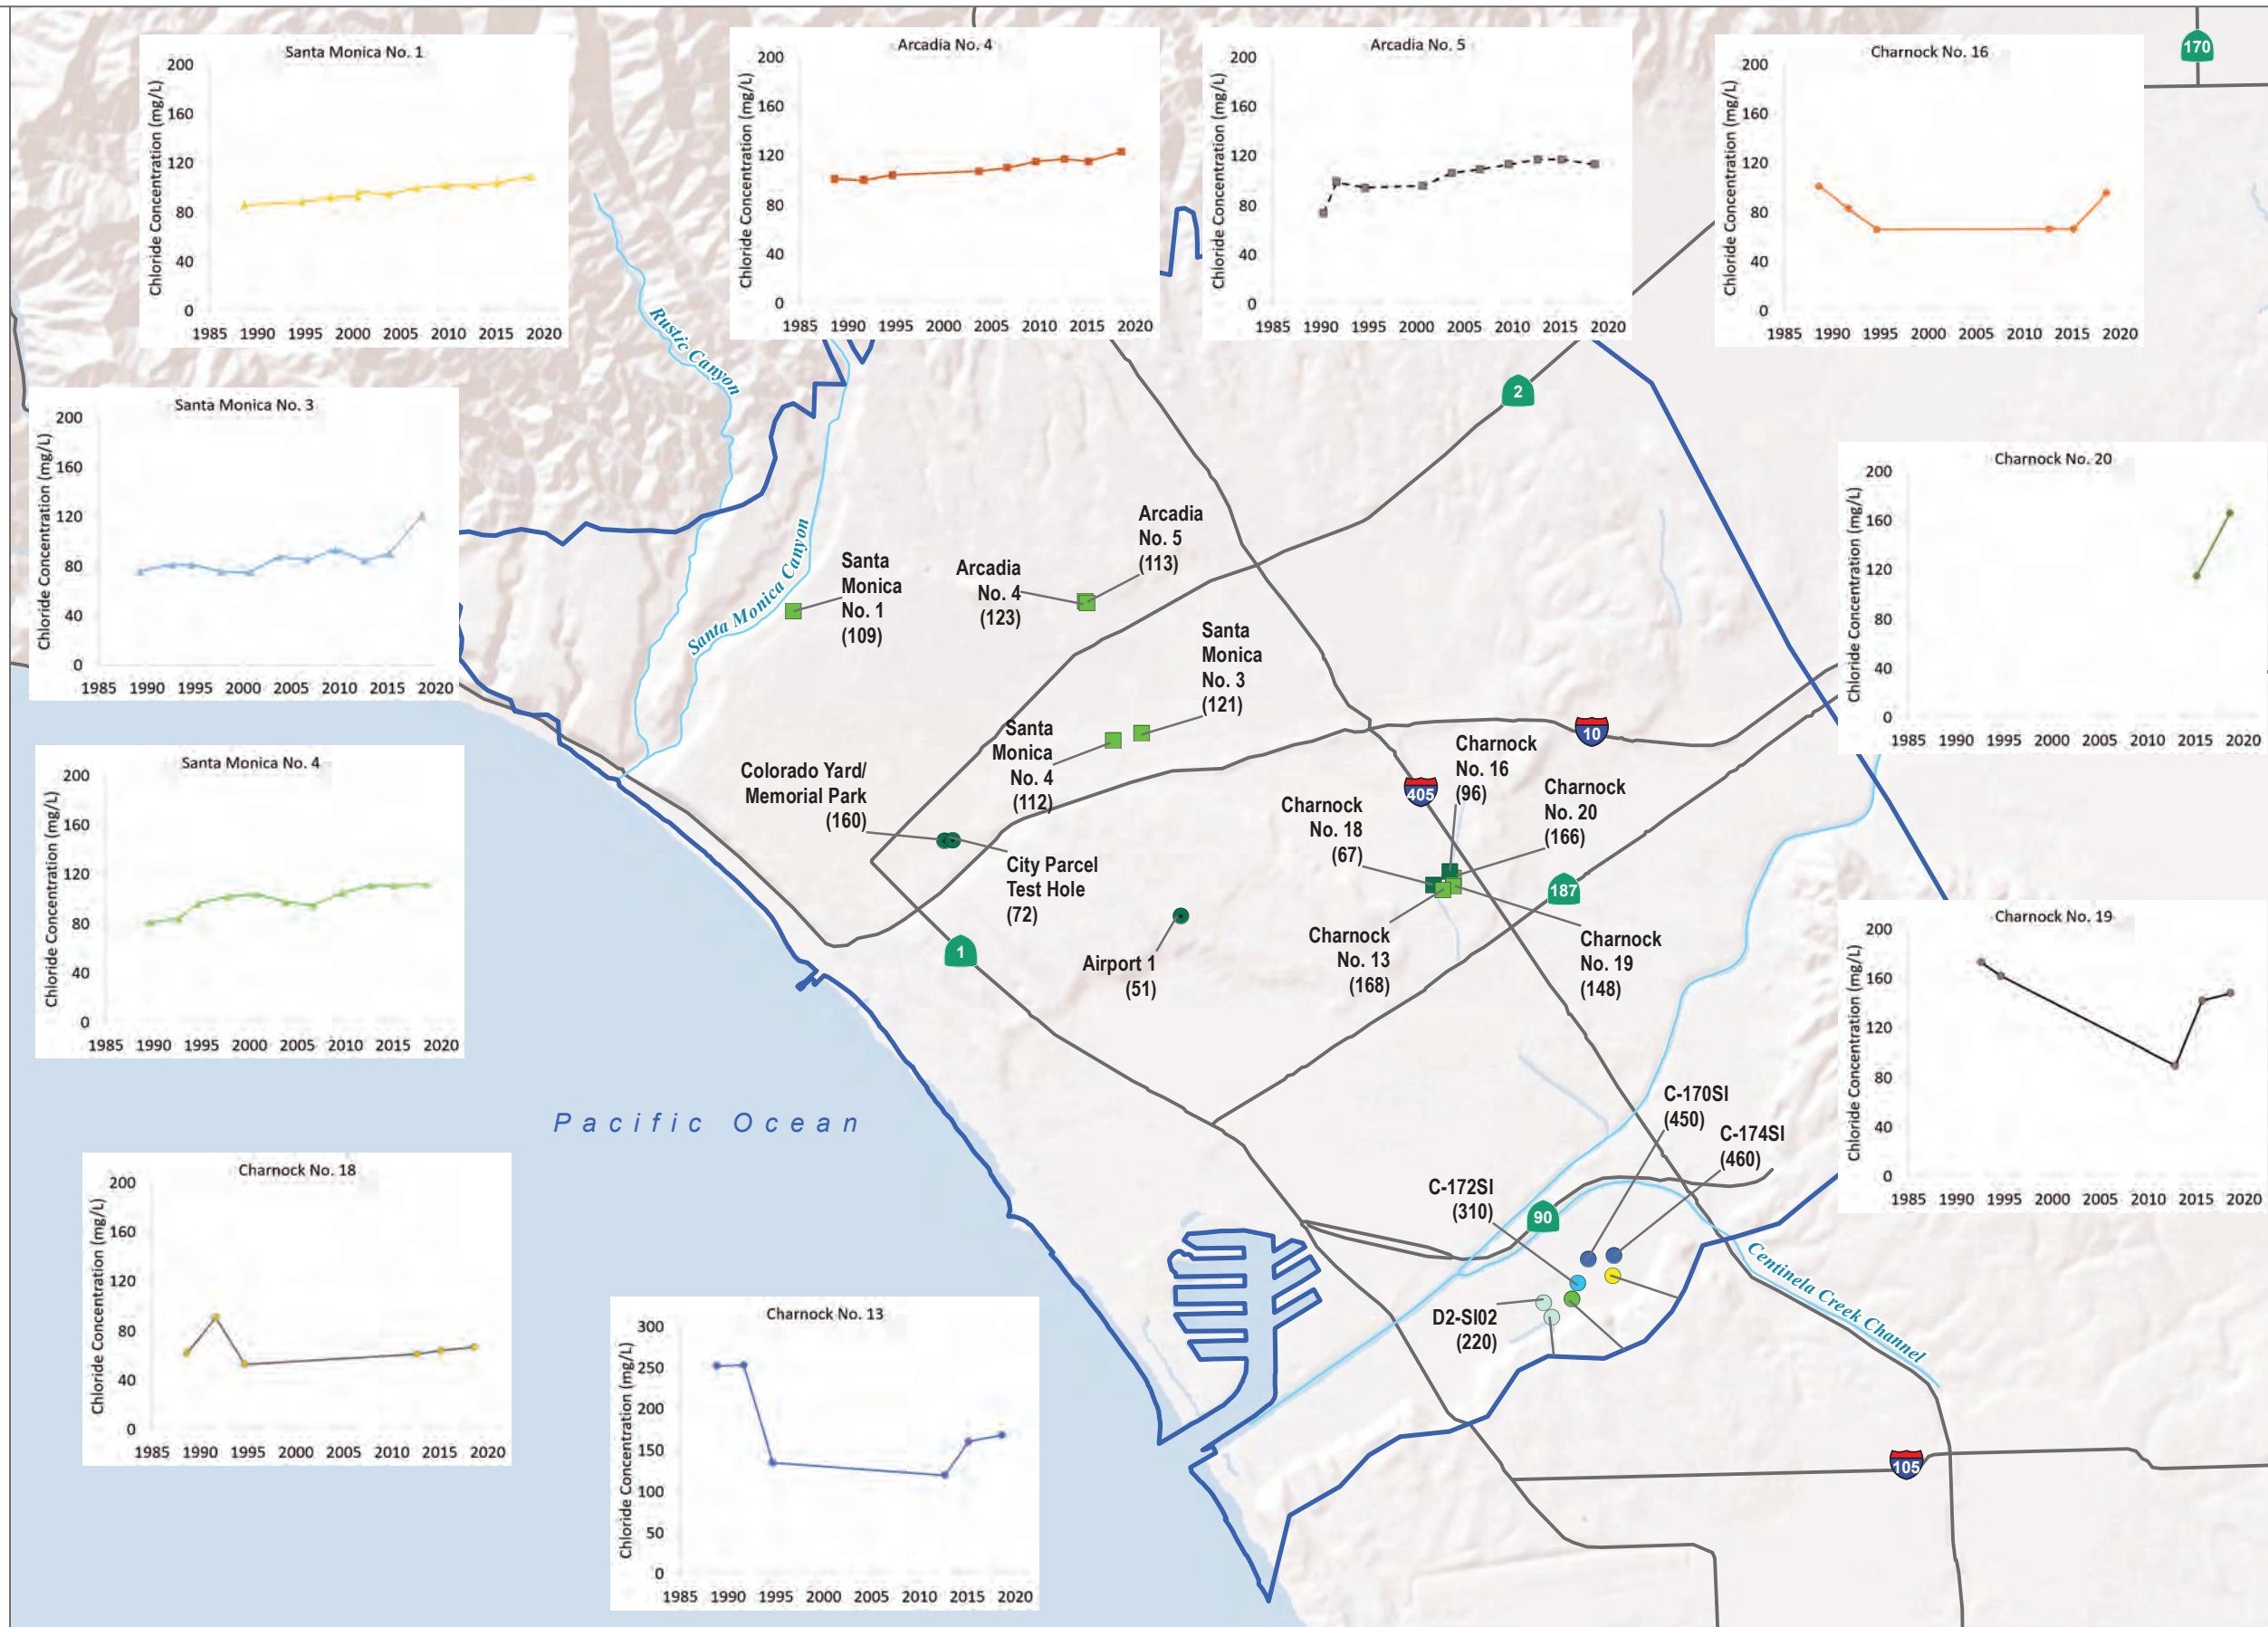 Santa Monica No. 1
Chloride Concentration (mg/L)
200
160
120
80
40
0
1985 1990 1995 2000 2005 2010 2015 2020
Arcadia No. 4
Chloride Concentration (mg/L)
200
160
120
80
40
0
1985 1990 1995 2000 2005 2010 2015 2020
Arcadia No. 5
Chloride Concentration (mg/L)
200
160
120
80
40
0
1985 1990 1995 2000 2005 2010 2015 2020
Charnock No. 16
Chloride Concentration (mg/L)
200
160
120
80
40
0
1985 1990 1995 2000 2005 2010 2015 2020
170
Santa Monica No. 3
Chloride Concentration (mg/L)
200
160
120
80
40
0
1985 1990 1995 2000 2005 2010 2015 2020
Rustic Canyon
Santa Monica Canyon
2
Charnock No. 20
Chloride Concentration (mg/L)
200
160
120
80
40
0
1985 1990 1995 2000 2005 2010 2015 2020
Santa
Monica
No. 1
(109)
Arcadia
No. 4
(123)
Arcadia
No. 5
(113)
Santa
Monica
No. 3
(121)
Santa
Monica
No. 4
(112)
Colorado Yard/
Memorial Park
(160)
City Parcel
Test Hole
(72)
Airport 1
(51)
10
405
187
1
Charnock
No. 16
(96)
Charnock
No. 20
(166)
Charnock
No. 18
(67)
Charnock
No. 13
(168)
Charnock
No. 19
(148)
Santa Monica No. 4
Chloride Concentration (mg/L)
200
160
120
80
40
0
1985 1990 1995 2000 2005 2010 2015 2020
Charnock No. 19
Chloride Concentration (mg/L)
200
160
120
80
40
0
1985 1990 1995 2000 2005 2010 2015 2020
Pacific Ocean
C-170SI
(450)
C-174SI
(460)
C-172SI
(310)
90
D2-SI02
(220)
Centinela Creek Channel
105
Charnock No. 18
Chloride Concentration (mg/L)
200
160
120
80
40
0
1985 1990 1995 2000 2005 2010 2015 2020
Charnock No. 13
Chloride Concentration (mg/L)
300
250
200
150
100
50
0
1985 1990 1995 2000 2005 2010 2015 2020